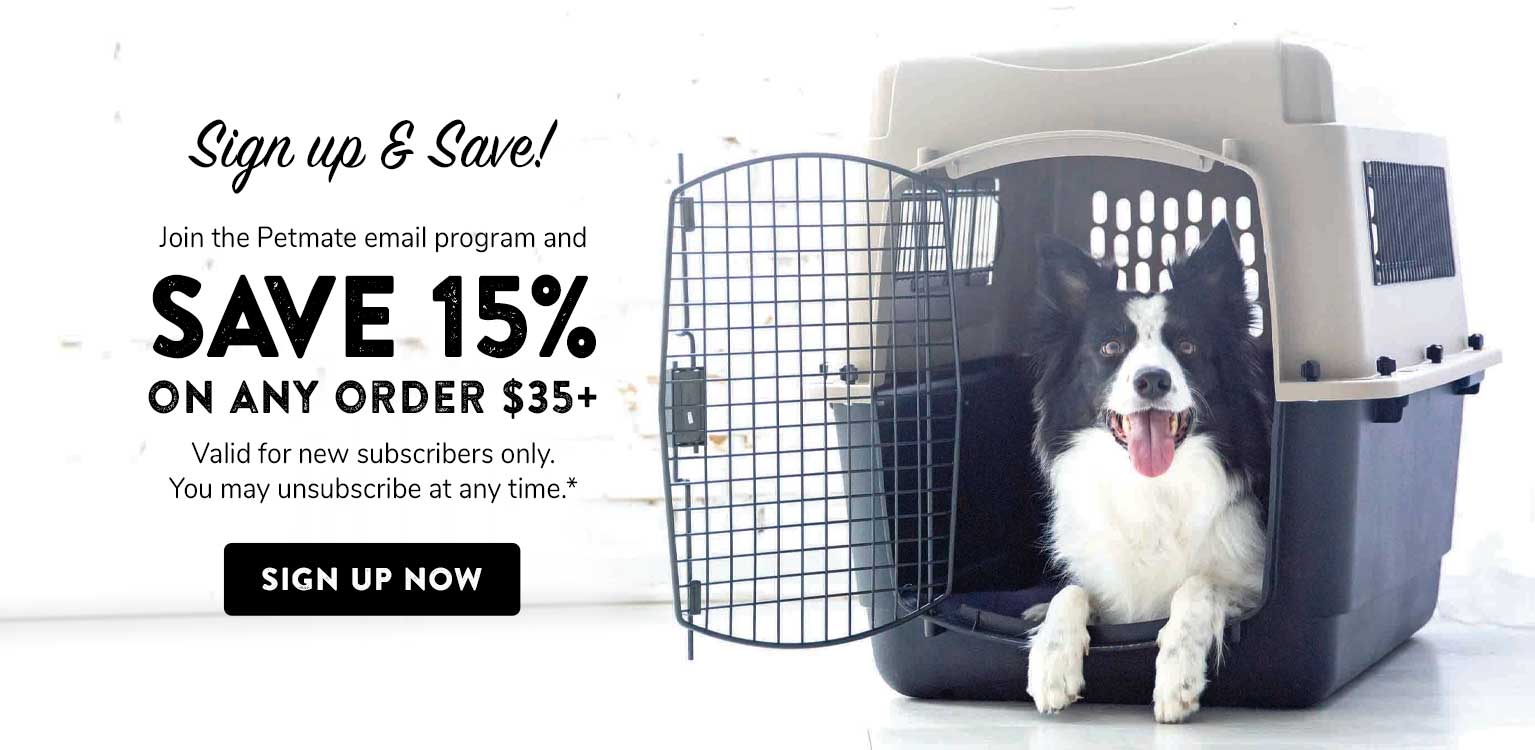 Sign up & Save!
Join the Petmate email program and
SAVE 15%
ON ANY ORDER $35+
Valid for new subscribers only.
You may unsubscribe at any time.*
SIGN UP NOW